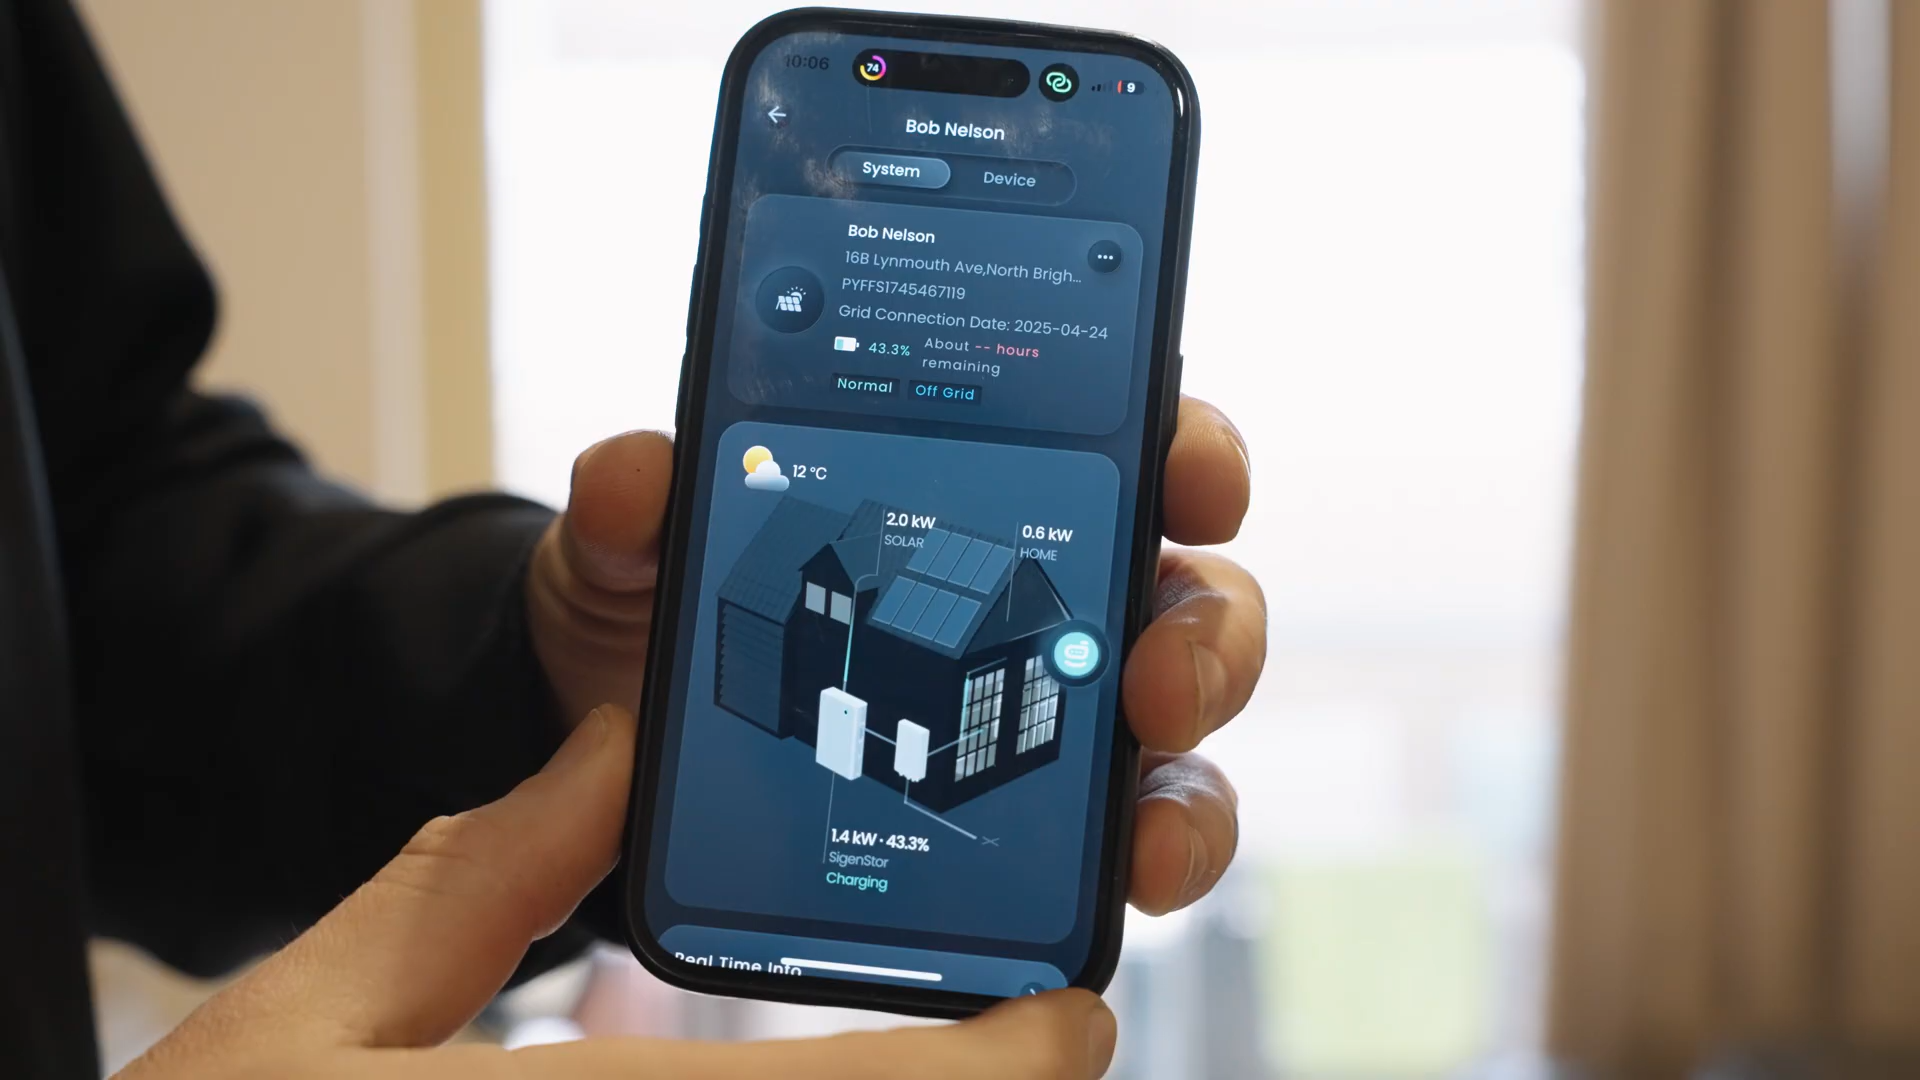 10:06
74
9
Bob Nelson
System
Device
Bob Nelson
16B Lynmouth Ave,North Brigh...
PYFFS1745467119
Grid Connection Date: 2025-04-24
43.3%
About -- hours
remaining
Normal
Off Grid
12 °C
2.0 kW
SOLAR
0.6 kW
HOME
1.4 kW · 43.3%
SigenStor
Charging
Real Time Info